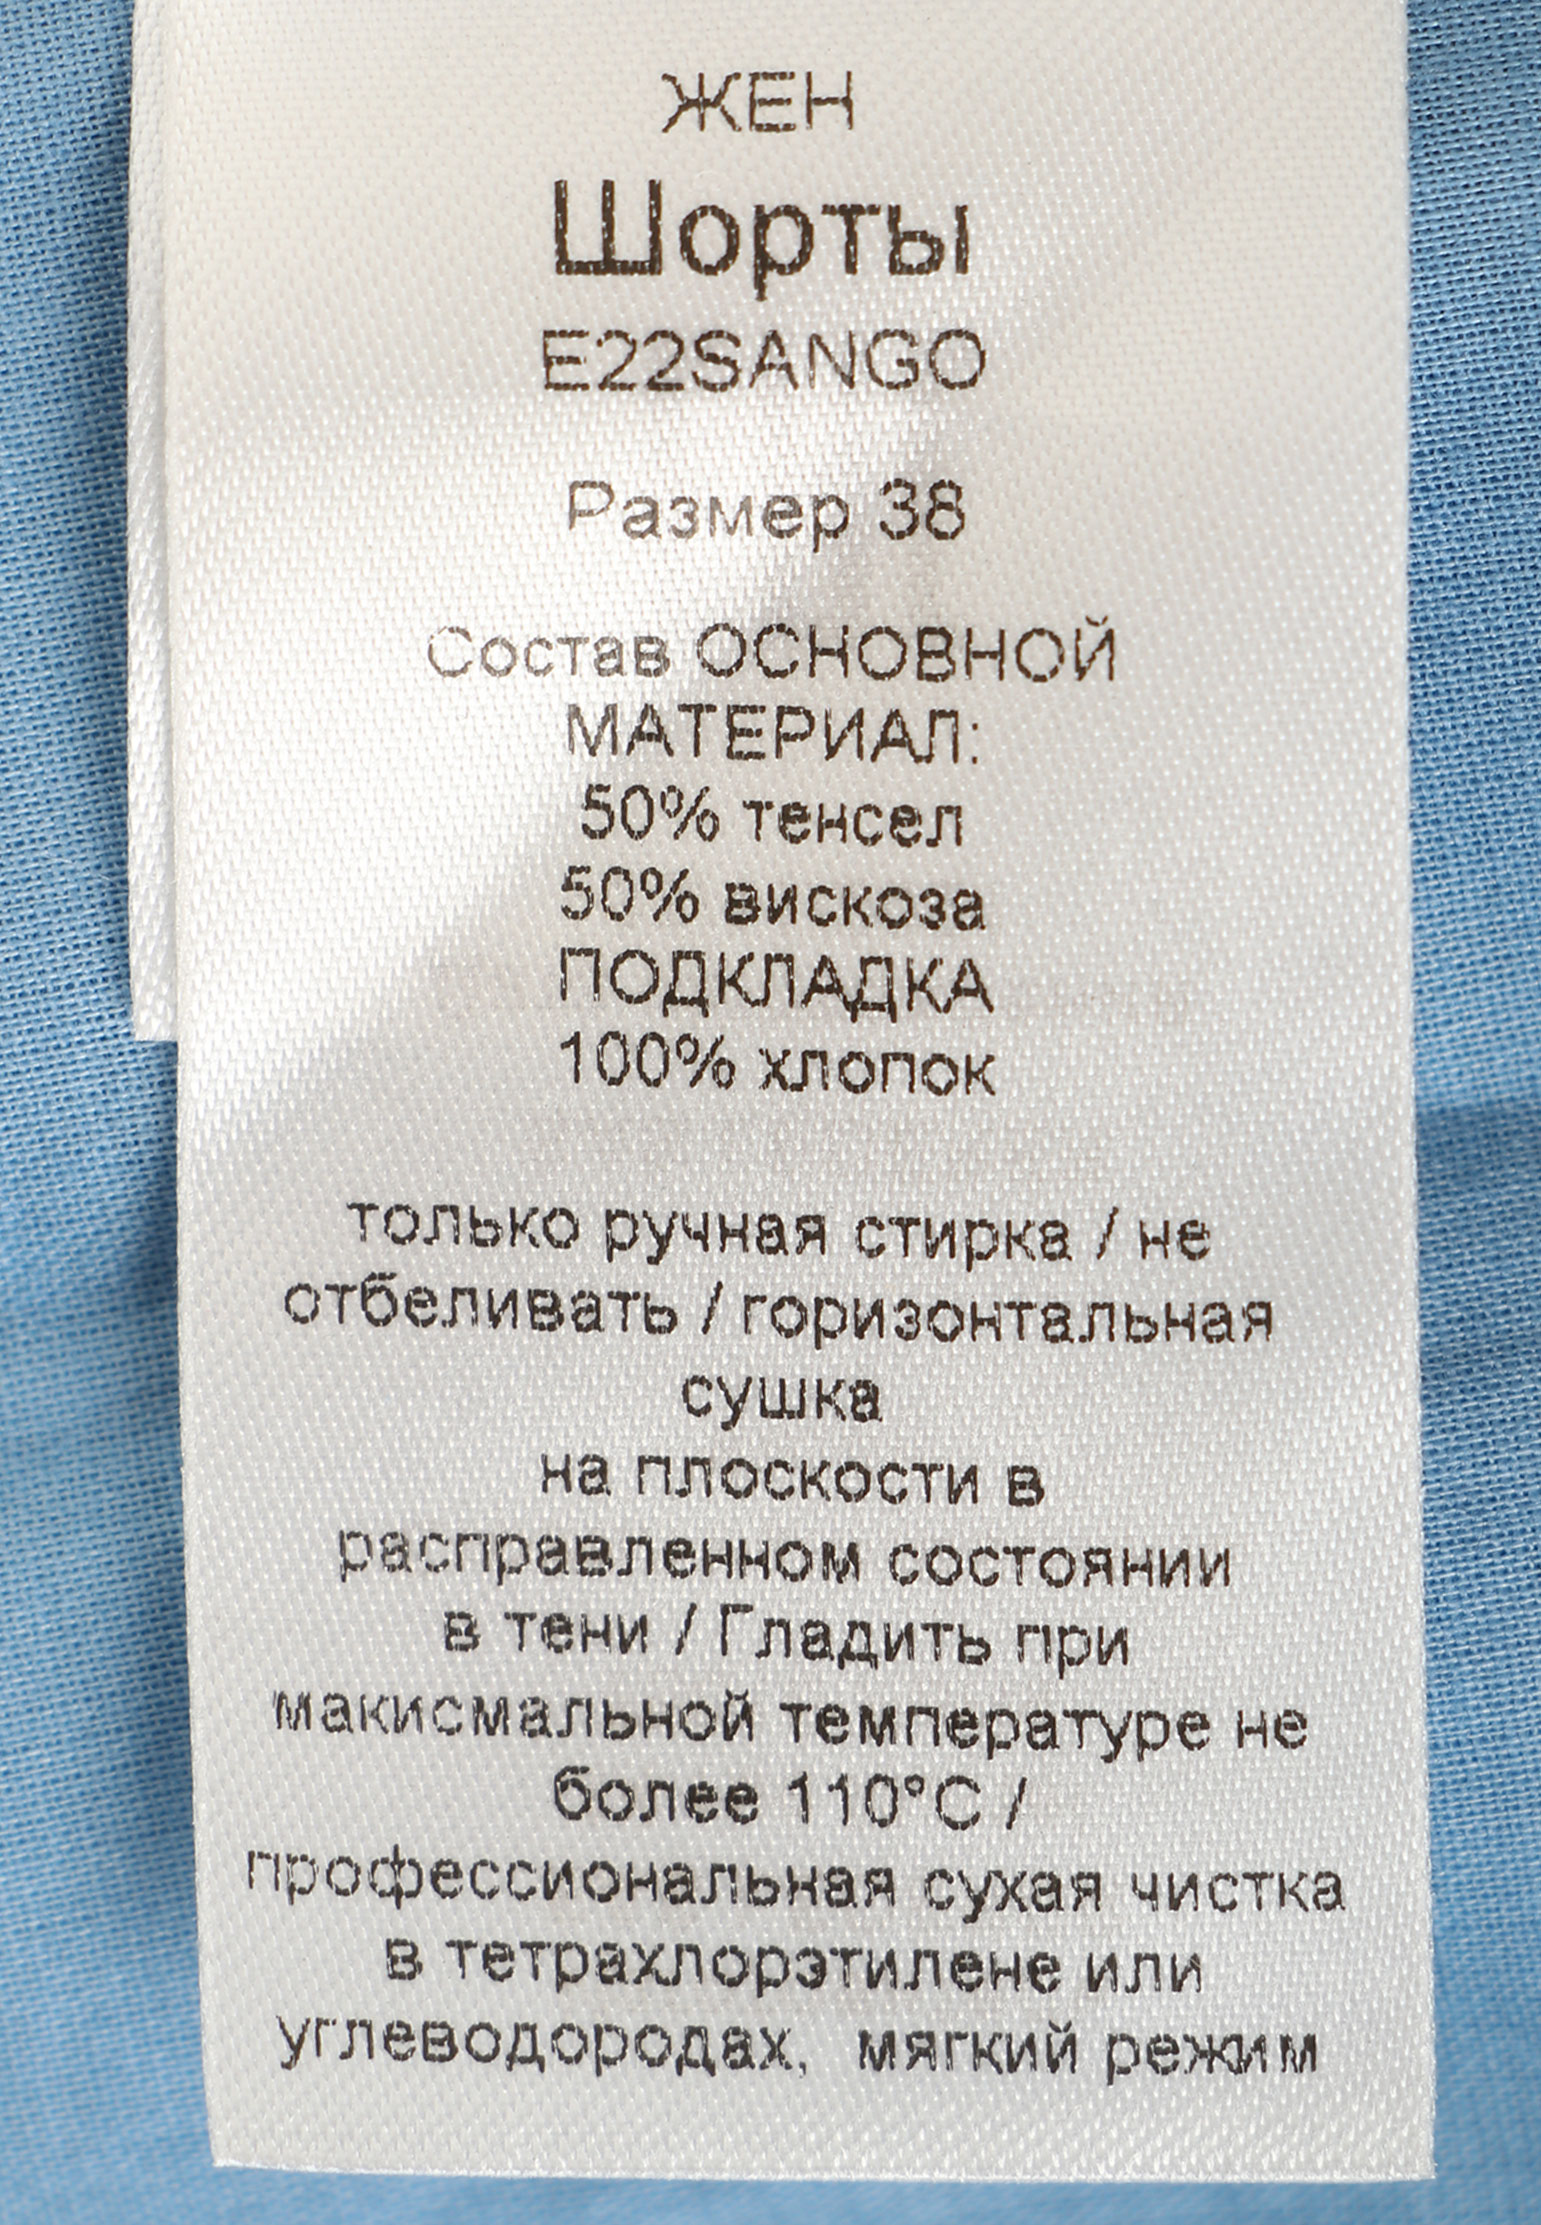 ЖЕН
Шорты
E22SANGO
Размер 38
Состав ОСНОВНОЙ
МАТЕРИАЛ:
50% тенсел
50% вискоза
ПОДКЛАДКА
100% хлопок
только ручная стирка / не
отбеливать / горизонтальная
сушка
на плоскости в
расправленном состоянии
в тени / Гладить при
макисмальной температуре не
более 110°C /
профессиональная сухая чистка
в тетрахлорэтилене или
углеводородах, мягкий режим